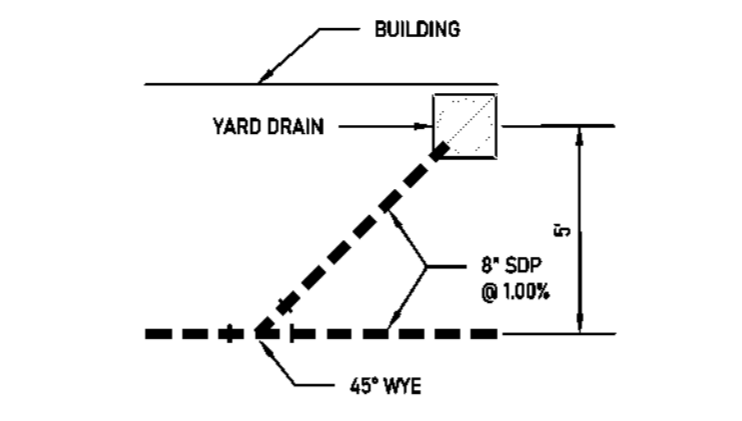 BUILDING
YARD DRAIN
5'
8" SDP
@ 1.00%
45° WYE